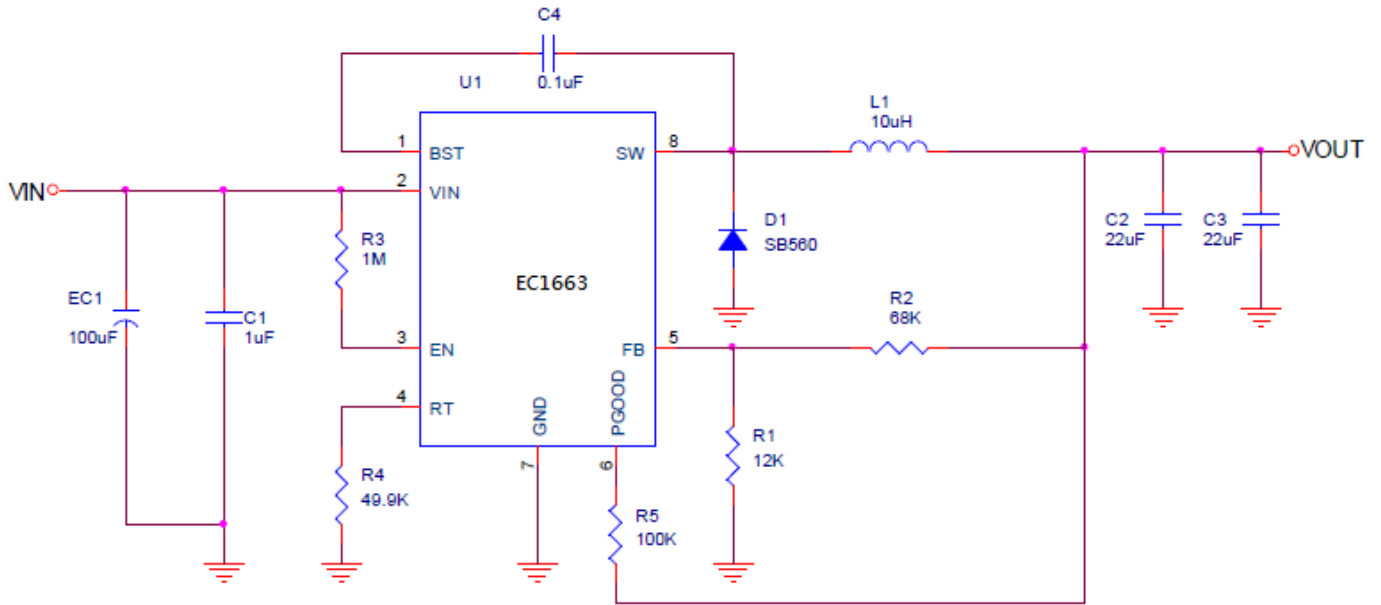 C4
0.1uF
U1
L1
10uH
1
BST
SW
8
VOUT
VIN
2
VIN
R3
1M
D1
SB560
C2
22uF
C3
22uF
EC1663
EC1
100uF
C1
1uF
R2
68K
3
EN
FB
5
4
RT
GND
PGOOD
7
6
R1
12K
R4
49.9K
R5
100K